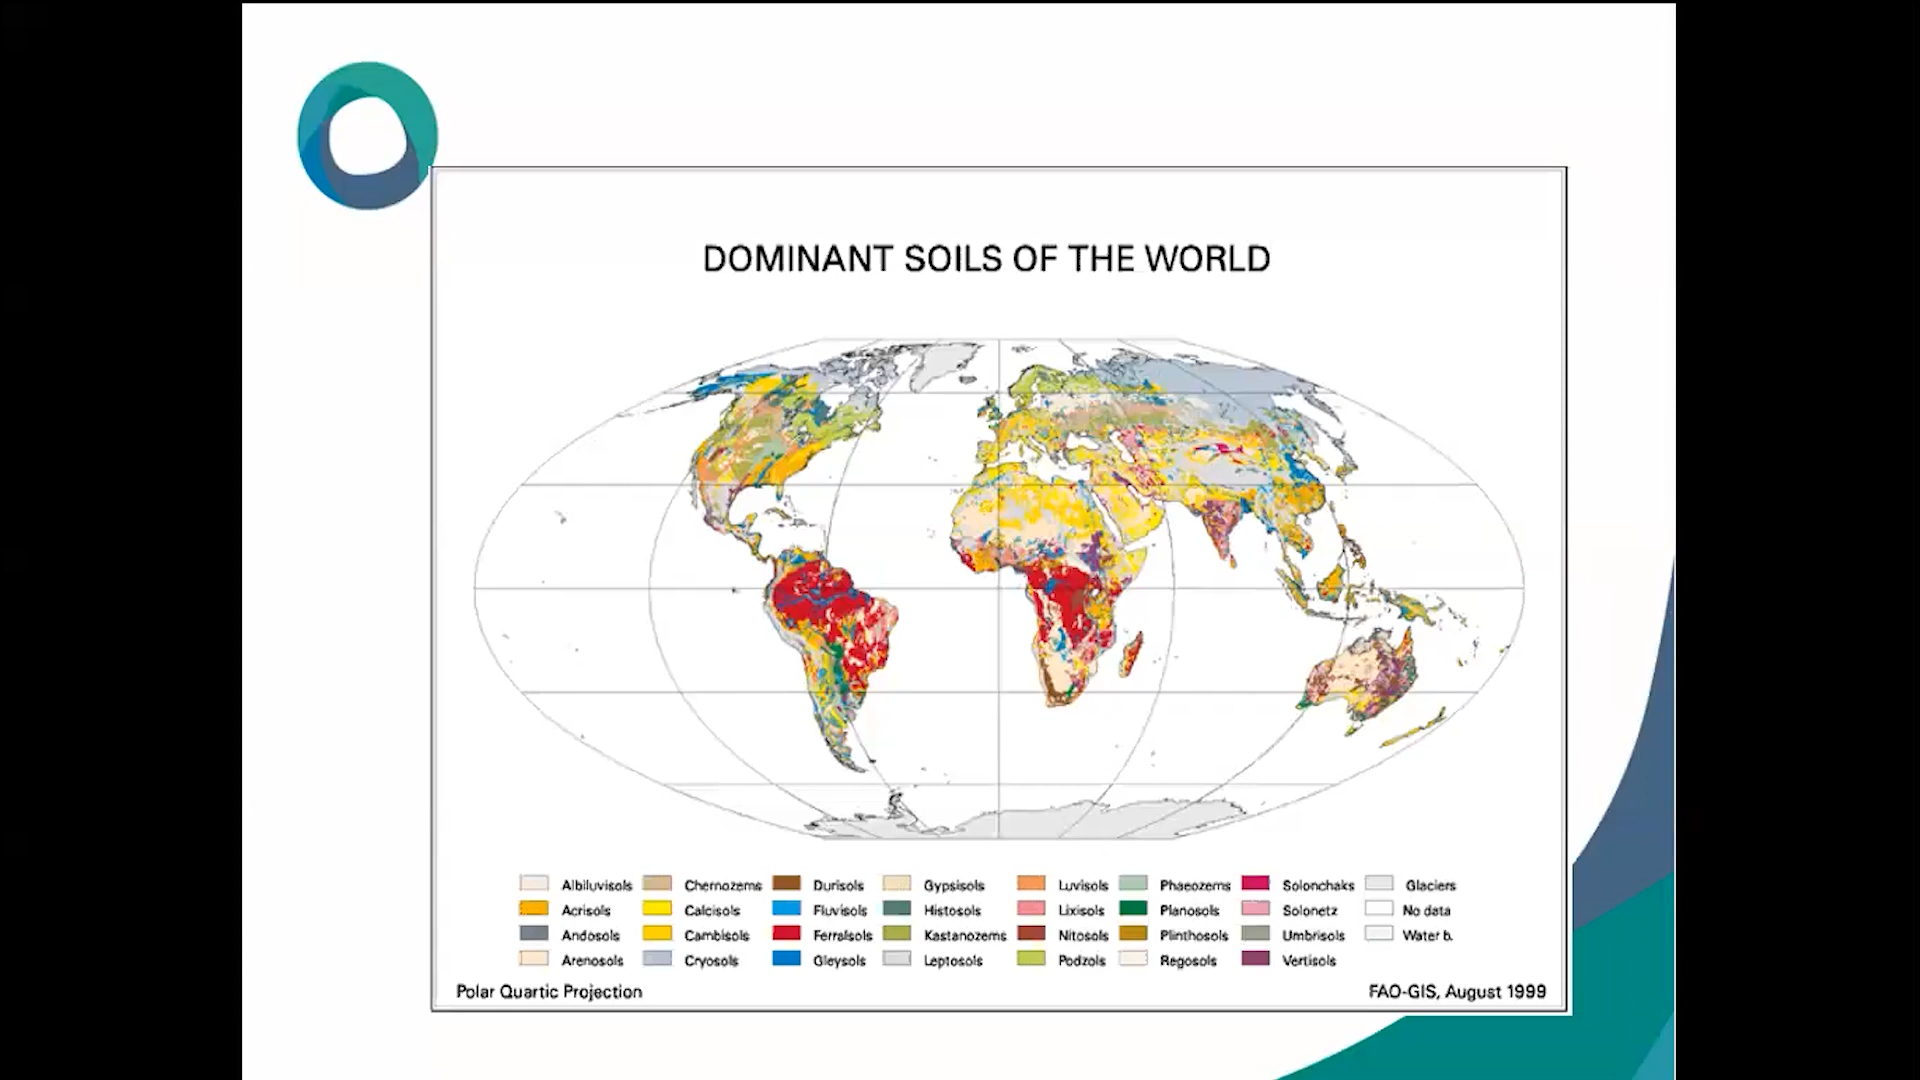 DOMINANT SOILS OF THE WORLD
Albiluvisols Chernozems Durisols Gypsisols Luvisols Phaeozems Solonchaks Glaciers
Acrisols Calcisols Fluvisols Histosols Lixisols Planosols Solonetz No data
Andosols Cambisols Ferralsols Kastanozems Nitosols Plinthosols Umbrisols Water b.
Arenosols Cryosols Gleysols Leptosols Podzols Regosols Vertisols
Polar Quartic Projection FAO-GIS, August 1999